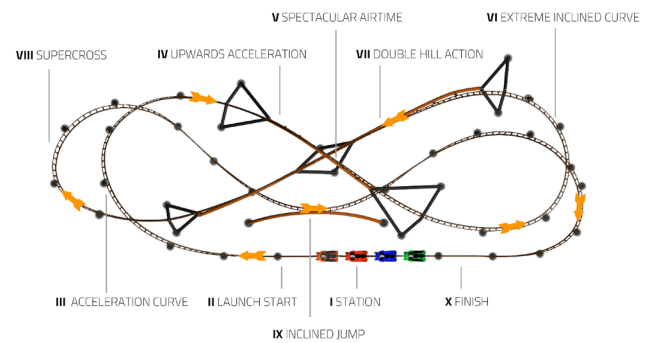 V SPECTACULAR AIRTIME
VI EXTREME INCLINED CURVE
VIII SUPERCROSS
IV UPWARDS ACCELERATION
VII DOUBLE HILL ACTION
III ACCELERATION CURVE
II LAUNCH START
I STATION
X FINISH
IX INCLINED JUMP